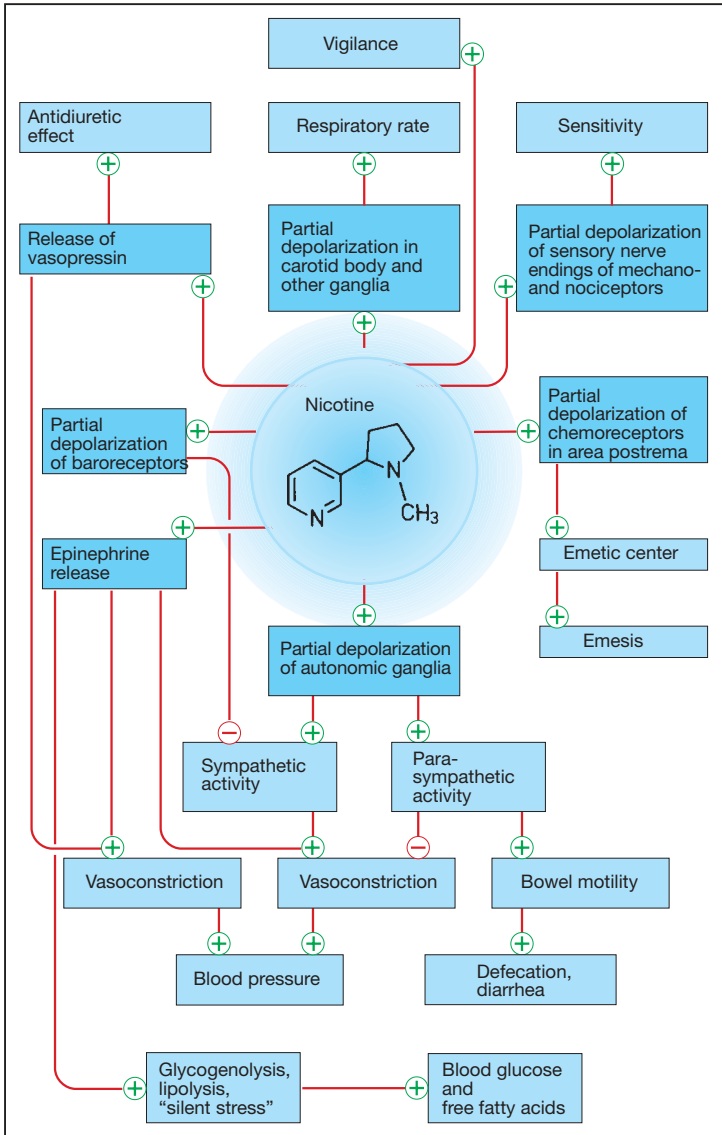 Vigilance
Antidiuretic
effect
Respiratory rate
Sensitivity
Release of
vasopressin
Partial
depolarization in
carotid body and
other ganglia
Partial depolarization
of sensory nerve
endings of mechano-
and nociceptors
Nicotine
Partial
depolarization
of baroreceptors
Partial
depolarization of
chemoreceptors
in area postrema
N
N
CH3
Epinephrine
release
Emetic center
Emesis
Partial depolarization
of autonomic ganglia
Sympathetic
activity
Para-
sympathetic
activity
Vasoconstriction
Vasoconstriction
Bowel motility
Blood pressure
Defecation,
diarrhea
Glycogenolysis,
lipolysis,
“silent stress”
Blood glucose
and
free fatty acids